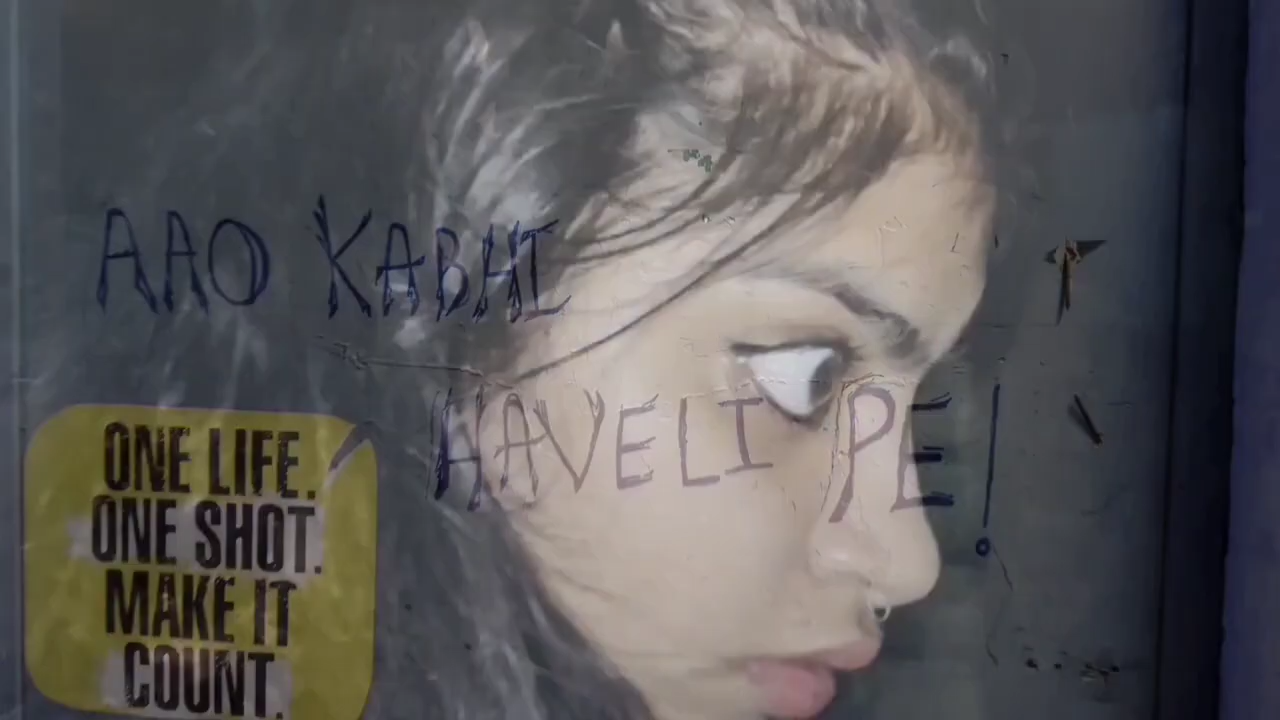 AAO KABHI
HAVELI PE!
ONE LIFE.
ONE SHOT.
MAKE IT
COUNT.